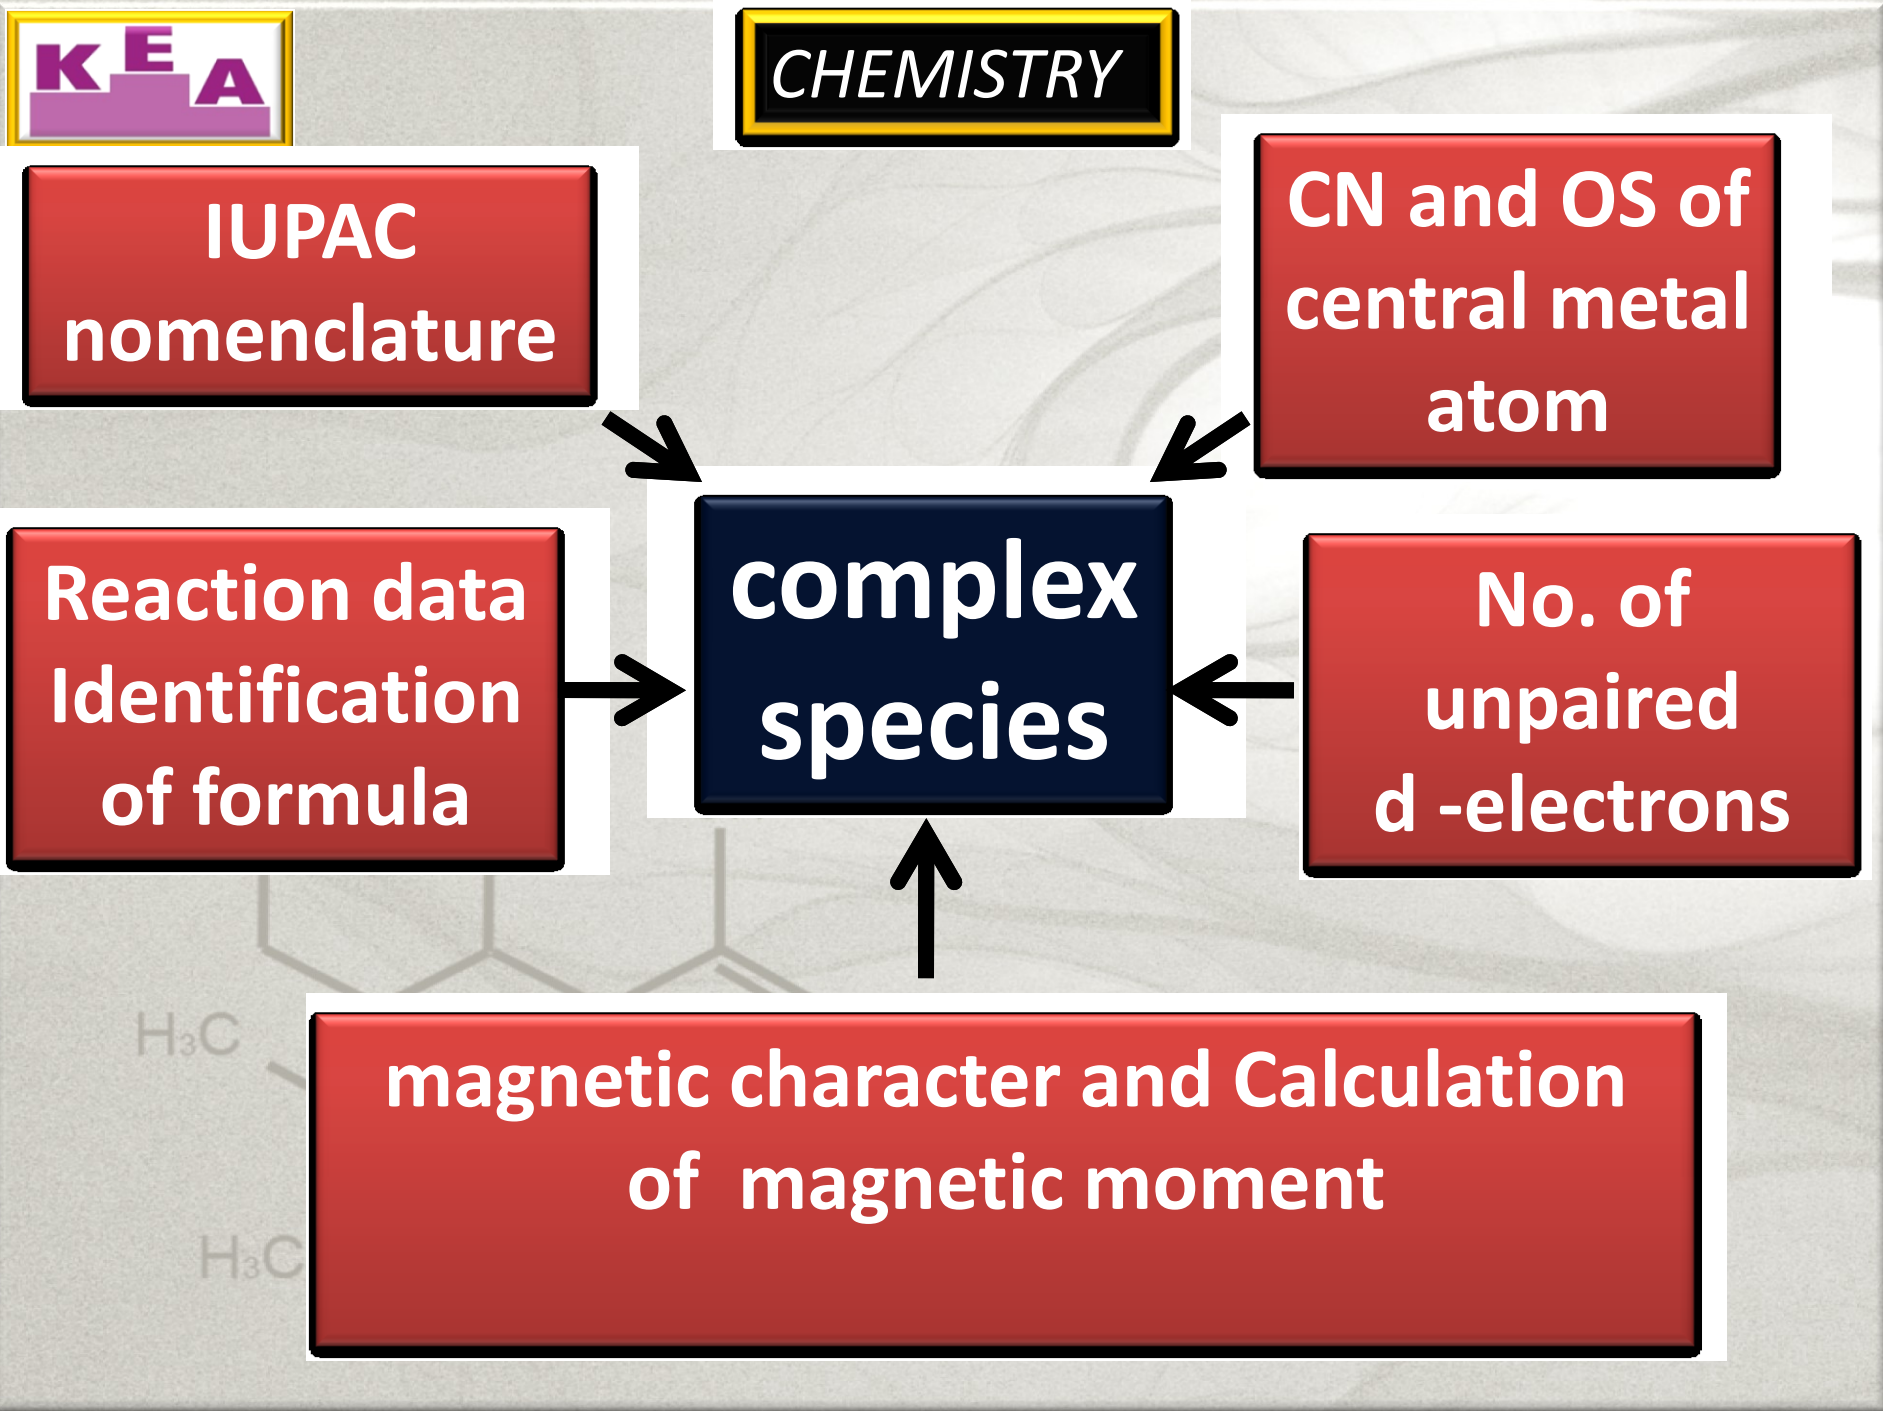 KEA
CHEMISTRY
IUPAC
nomenclature
CN and OS of
central metal
atom
Reaction data
Identification
of formula
complex
species
No. of
unpaired
d -electrons
magnetic character and Calculation
of  magnetic moment
H₃C
H₃C